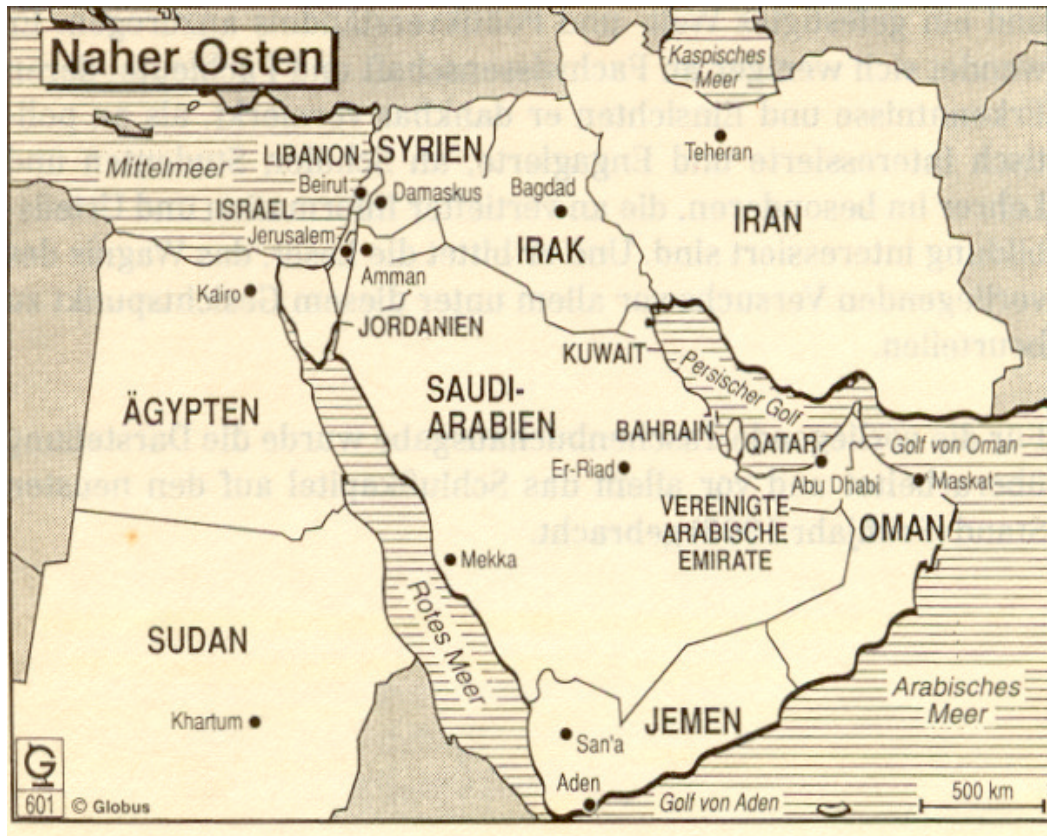 Naher Osten
Kaspisches
Meer
Teheran
Mittelmeer
LIBANON
SYRIEN
Beirut
Damaskus
Bagdad
IRAN
ISRAEL
Jerusalem
IRAK
Amman
Kairo
JORDANIEN
KUWAIT
Persischer Golf
ÄGYPTEN
SAUDI-
ARABIEN
BAHRAIN
QATAR
Golf von Oman
Er-Riad
Abu Dhabi
Maskat
VEREINIGTE
ARABISCHE
EMIRATE
OMAN
Mekka
Rotes Meer
SUDAN
Khartum
Arabisches
Meer
JEMEN
San'a
Aden
Golf von Aden
500 km
601 © Globus